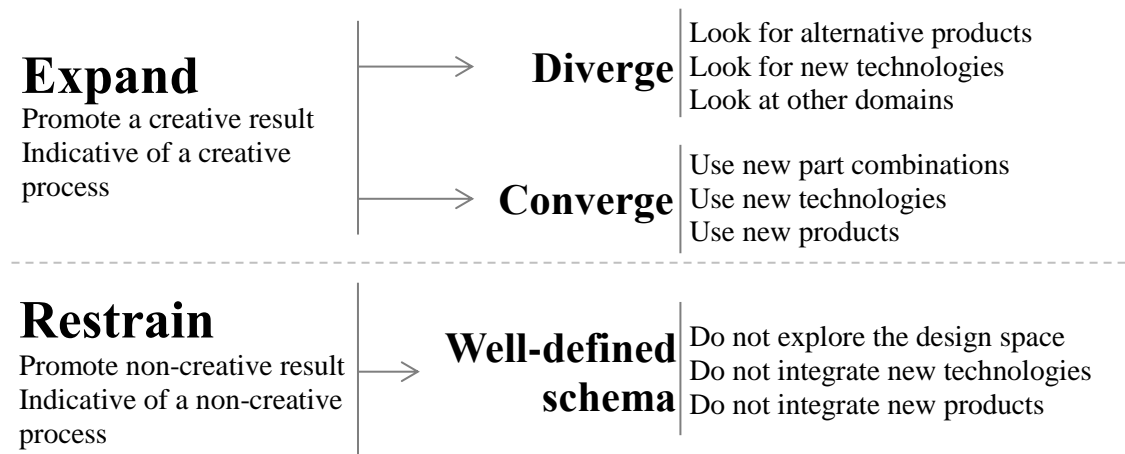 Expand
Promote a creative result
Indicative of a creative
process
Diverge
Look for alternative products
Look for new technologies
Look at other domains
Converge
Use new part combinations
Use new technologies
Use new products
Restrain
Promote non-creative result
Indicative of a non-creative
process
Well-defined
schema
Do not explore the design space
Do not integrate new technologies
Do not integrate new products